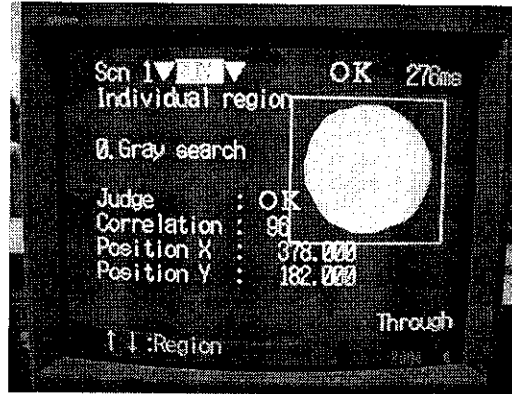 Scn 1▼ ▼ OK 276ms
Individual region
0.Gray search
Judge : OK
Correlation : 96
Position X : 378.000
Position Y : 182.000
Through
↑↓:Region